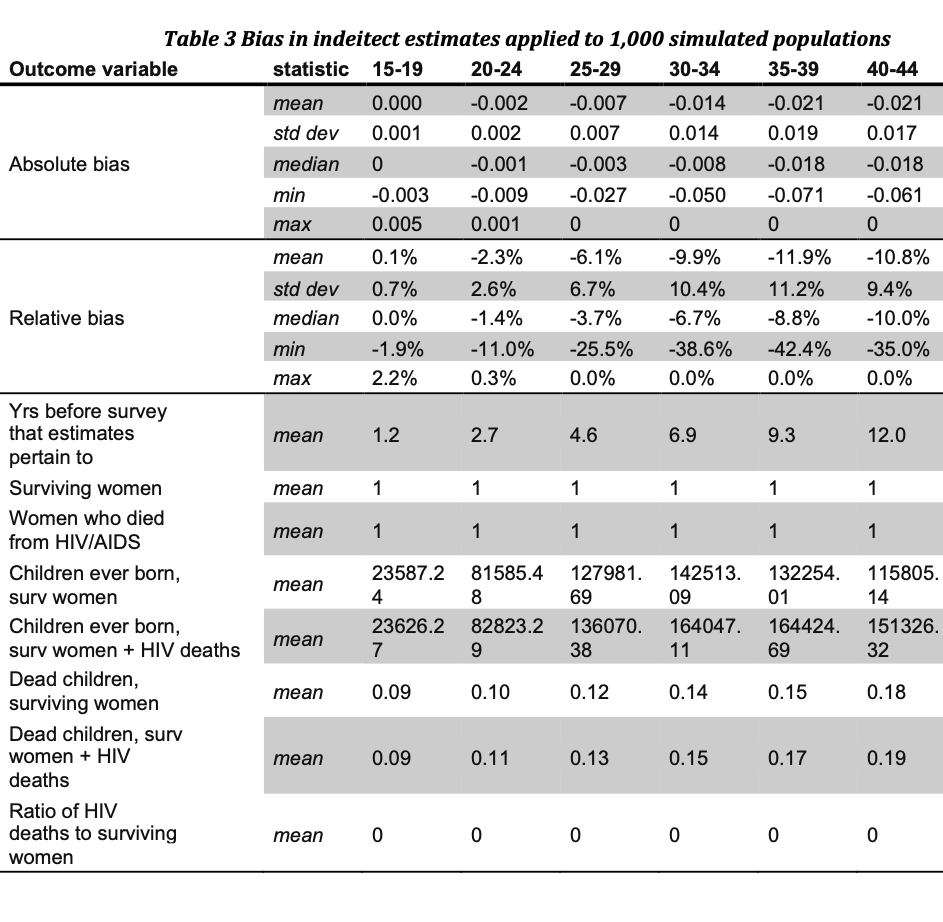 Table 3 Bias in indeitect estimates applied to 1,000 simulated populations
Outcome variable statistic 15-19 20-24 25-29 30-34 35-39 40-44
mean 0.000 -0.002 -0.007 -0.014 -0.021 -0.021
std dev 0.001 0.002 0.007 0.014 0.019 0.017
Absolute bias median 0 -0.001 -0.003 -0.008 -0.018 -0.018
min -0.003 -0.009 -0.027 -0.050 -0.071 -0.061
max 0.005 0.001 0 0 0 0
mean 0.1% -2.3% -6.1% -9.9% -11.9% -10.8%
std dev 0.7% 2.6% 6.7% 10.4% 11.2% 9.4%
Relative bias median 0.0% -1.4% -3.7% -6.7% -8.8% -10.0%
min -1.9% -11.0% -25.5% -38.6% -42.4% -35.0%
max 2.2% 0.3% 0.0% 0.0% 0.0% 0.0%
Yrs before survey
that estimates mean 1.2 2.7 4.6 6.9 9.3 12.0
pertain to
Surviving women mean 1 1 1 1 1 1
Women who died
from HIV/AIDS mean 1 1 1 1 1 1
Children ever born, mean 23587.2 81585.4 127981. 142513. 132254. 115805.
surv women 4 8 69 09 01 14
Children ever born, mean 23626.2 82823.2 136070. 164047. 164424. 151326.
surv women + HIV deaths 7 9 38 11 69 32
Dead children, mean 0.09 0.10 0.12 0.14 0.15 0.18
surviving women
Dead children, surv
women + HIV mean 0.09 0.11 0.13 0.15 0.17 0.19
deaths
Ratio of HIV
deaths to surviving mean 0 0 0 0 0 0
women